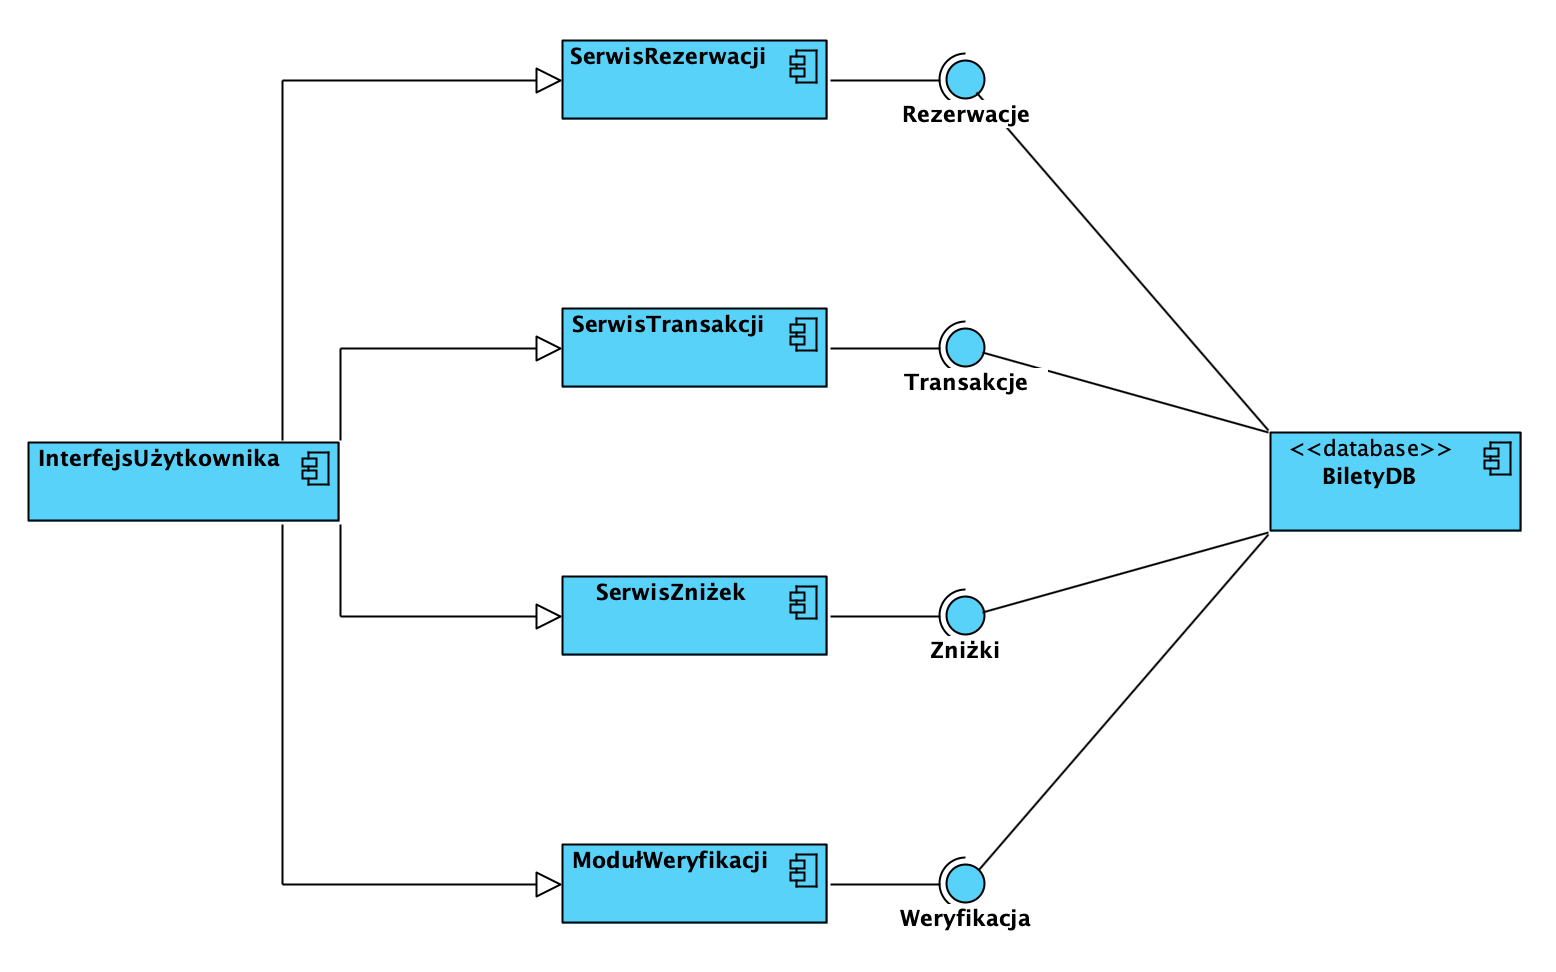 SerwisRezerwacji
Rezerwacje
SerwisTransakcji
Transakcje
InterfejsUżytkownika
<<database>>
BiletyDB
SerwisZniżek
Zniżki
ModułWeryfikacji
Weryfikacja